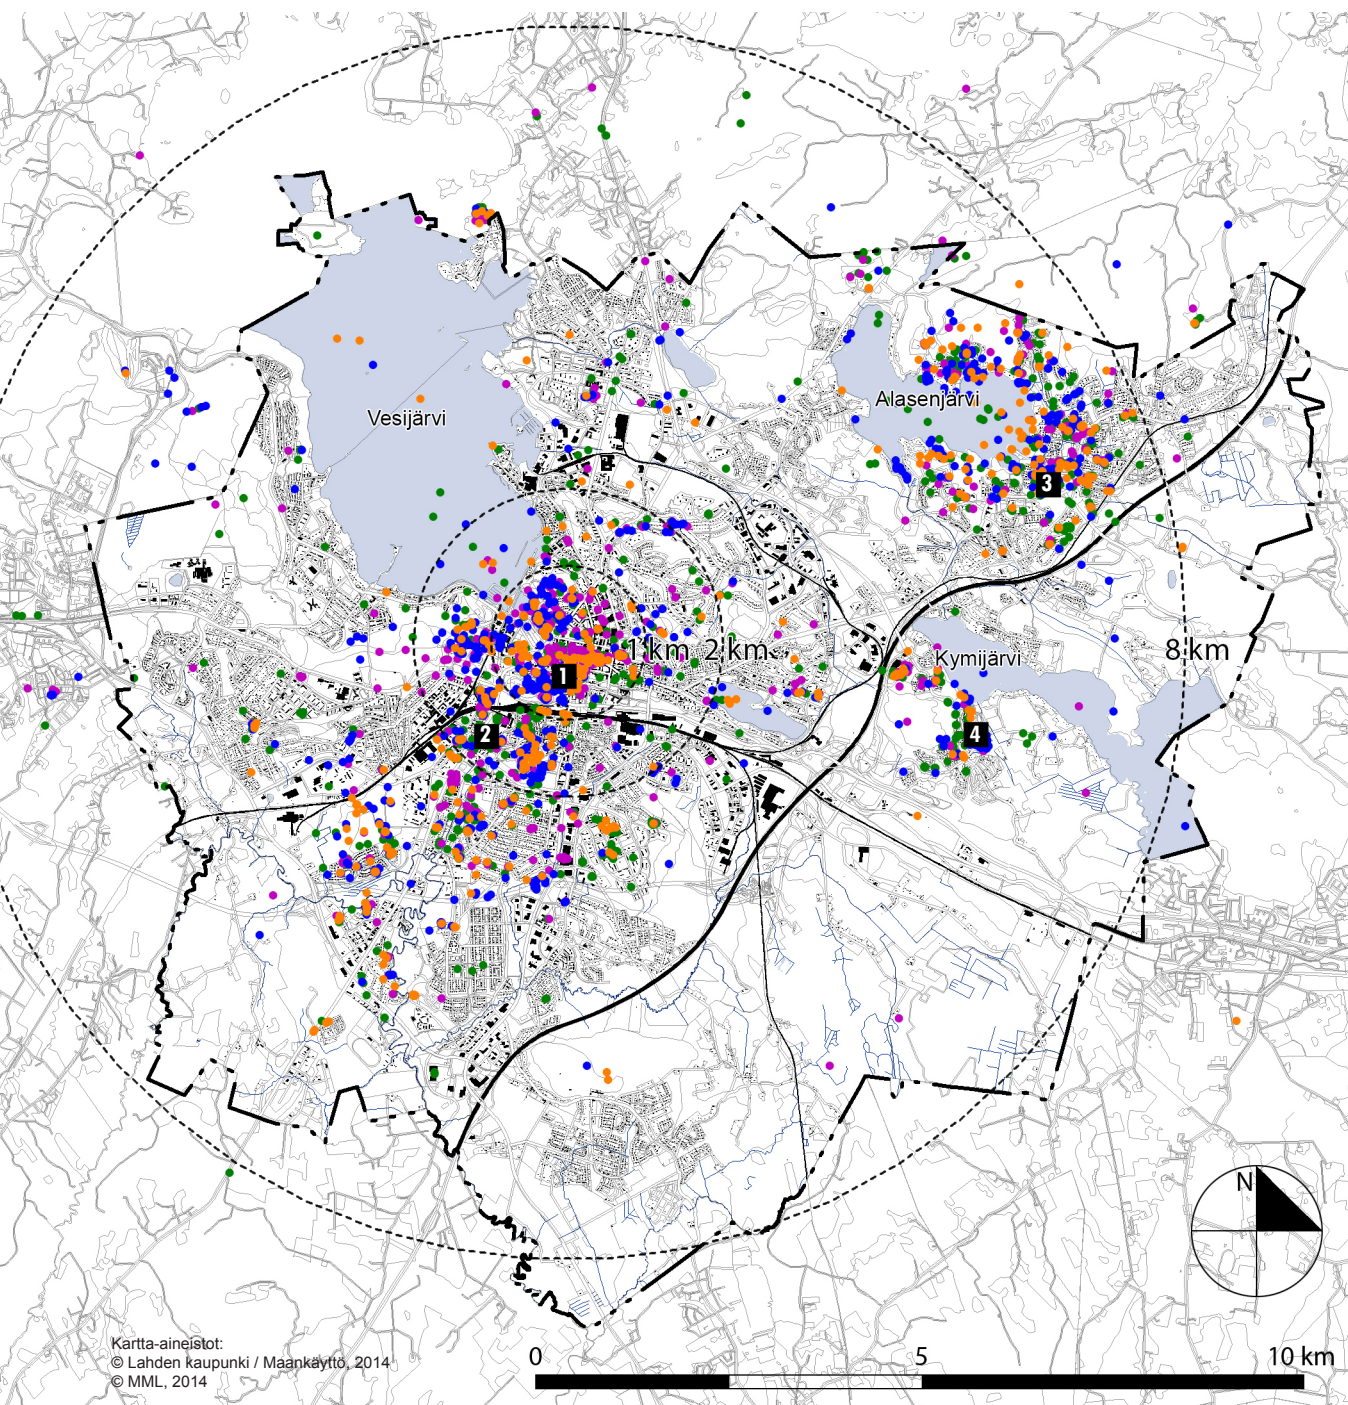 Vesijärvi
Alasenjärvi
3
1 km
2 km
Kymijärvi
8 km
1
2
4
N
Kartta-aineistot:
© Lahden kaupunki / Maankäyttö, 2014
© MML, 2014
0
5
10 km